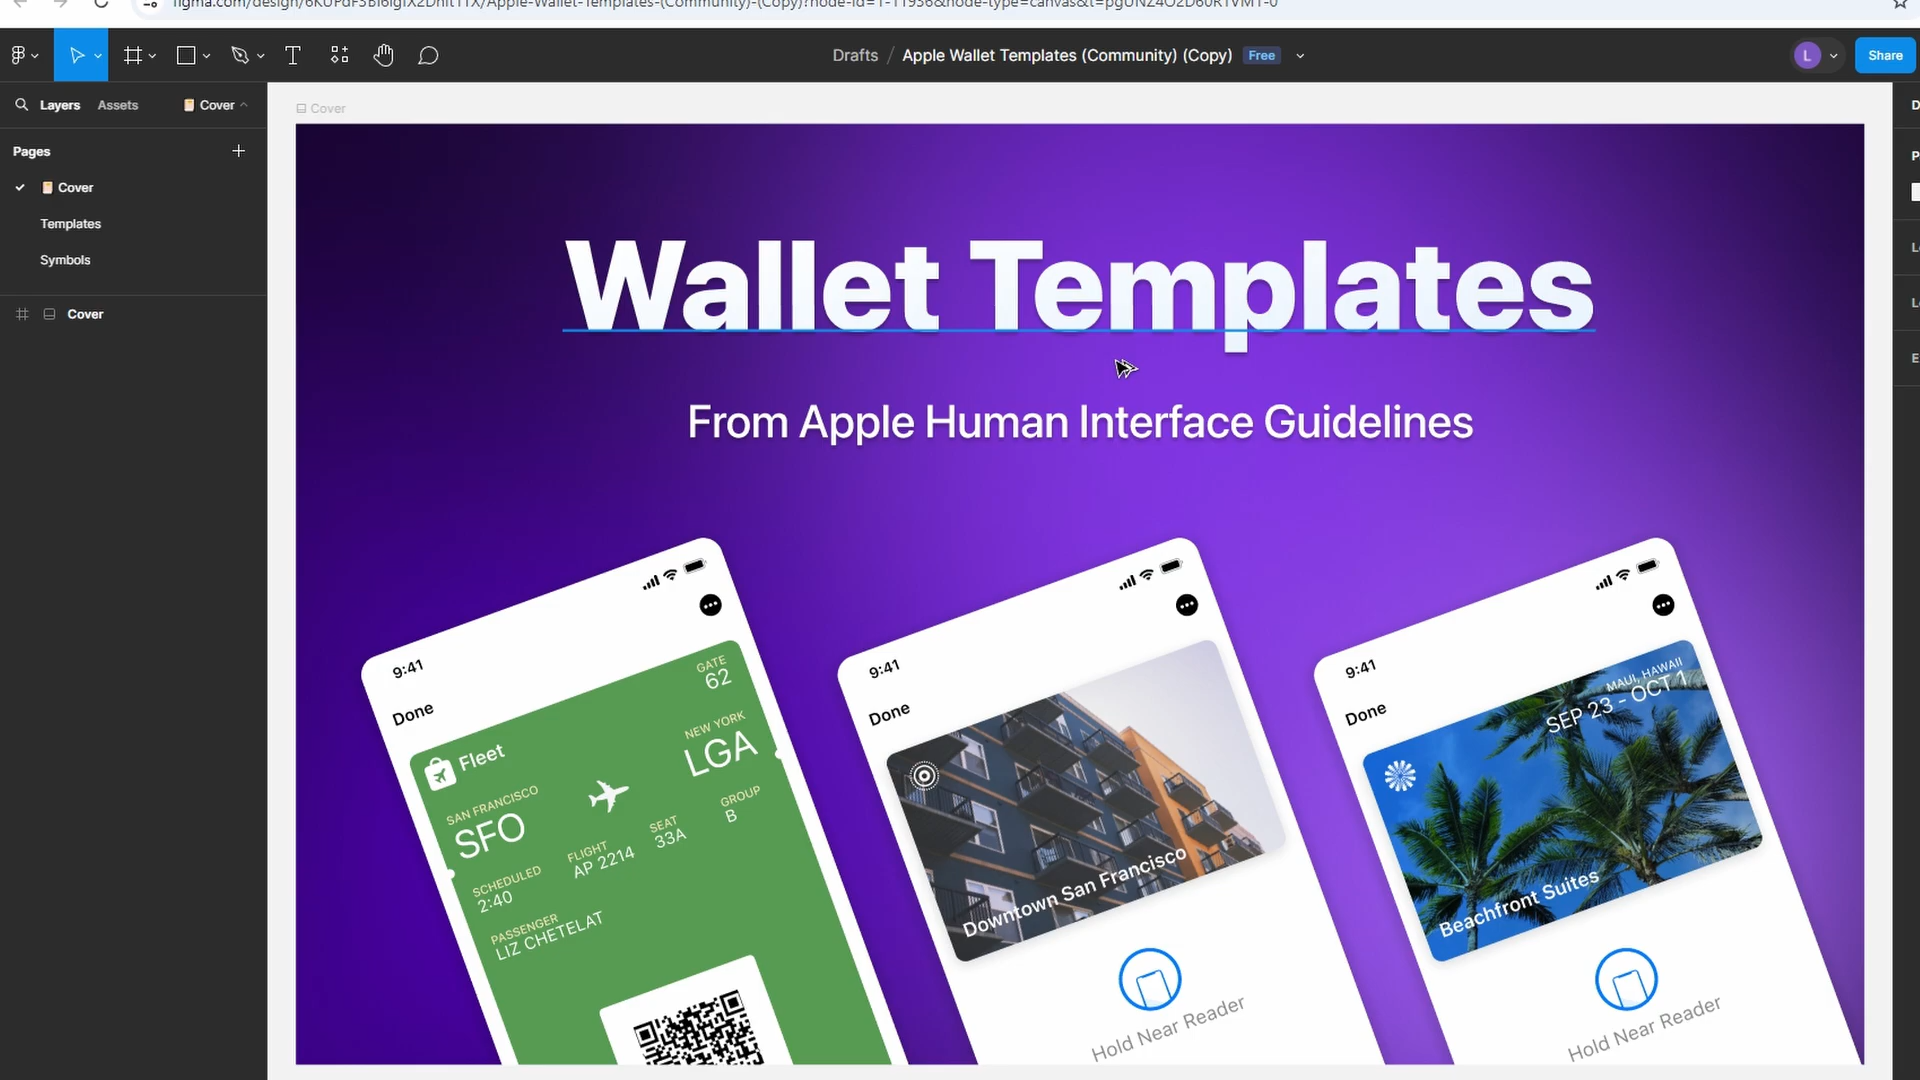 Drafts / Apple Wallet Templates (Community) (Copy) Free
L
Share
Layers Assets Cover
Pages
Cover
Templates
Symbols
Cover
Cover
Wallet Templates
From Apple Human Interface Guidelines
9:41
Done
Fleet
GATE
62
SAN FRANCISCO
SFO
NEW YORK
LGA
SCHEDULED
2:40
FLIGHT
AP 2214
SEAT
33A
GROUP
B
PASSENGER
LIZ CHETELAT
9:41
Done
Downtown San Francisco
Hold Near Reader
9:41
Done
MAUI, HAWAII
SEP 23 - OCT 1
Beachfront Suites
Hold Near Reader